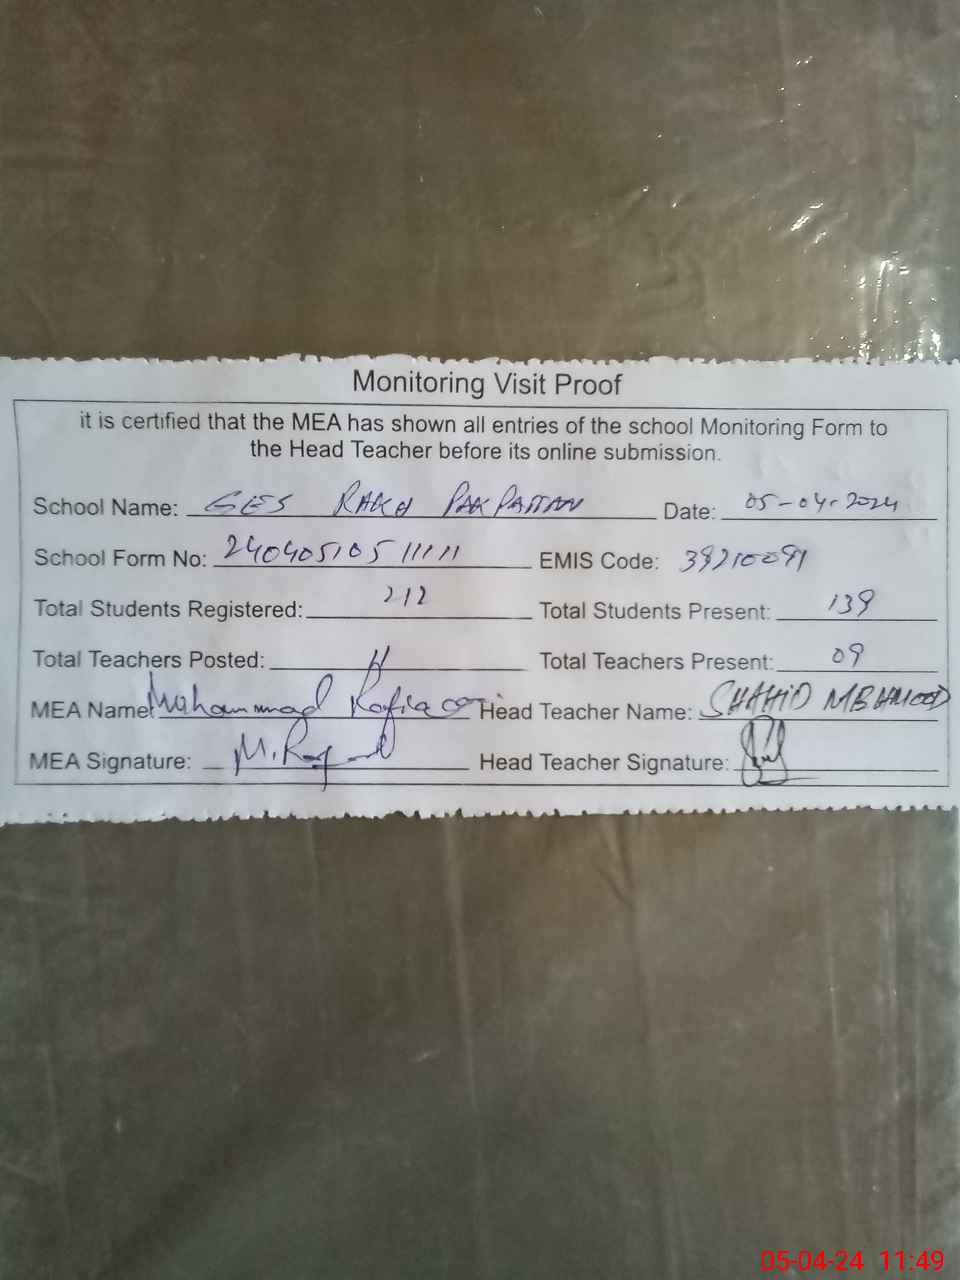 Monitoring Visit Proof
it is certified that the MEA has shown all entries of the school Monitoring Form to
the Head Teacher before its online submission.
School Name: GES RAKH PAKPATTAN Date: 05-04-2024
School Form No: 240405105 11111 EMIS Code: 39210091
Total Students Registered: 212 Total Students Present: 139
Total Teachers Posted: 11 Total Teachers Present: 09
MEA Name: Muhammad Head Teacher Name: SHAHID MEHMOOD
MEA Signature: Head Teacher Signature:
05-04-24 11:49